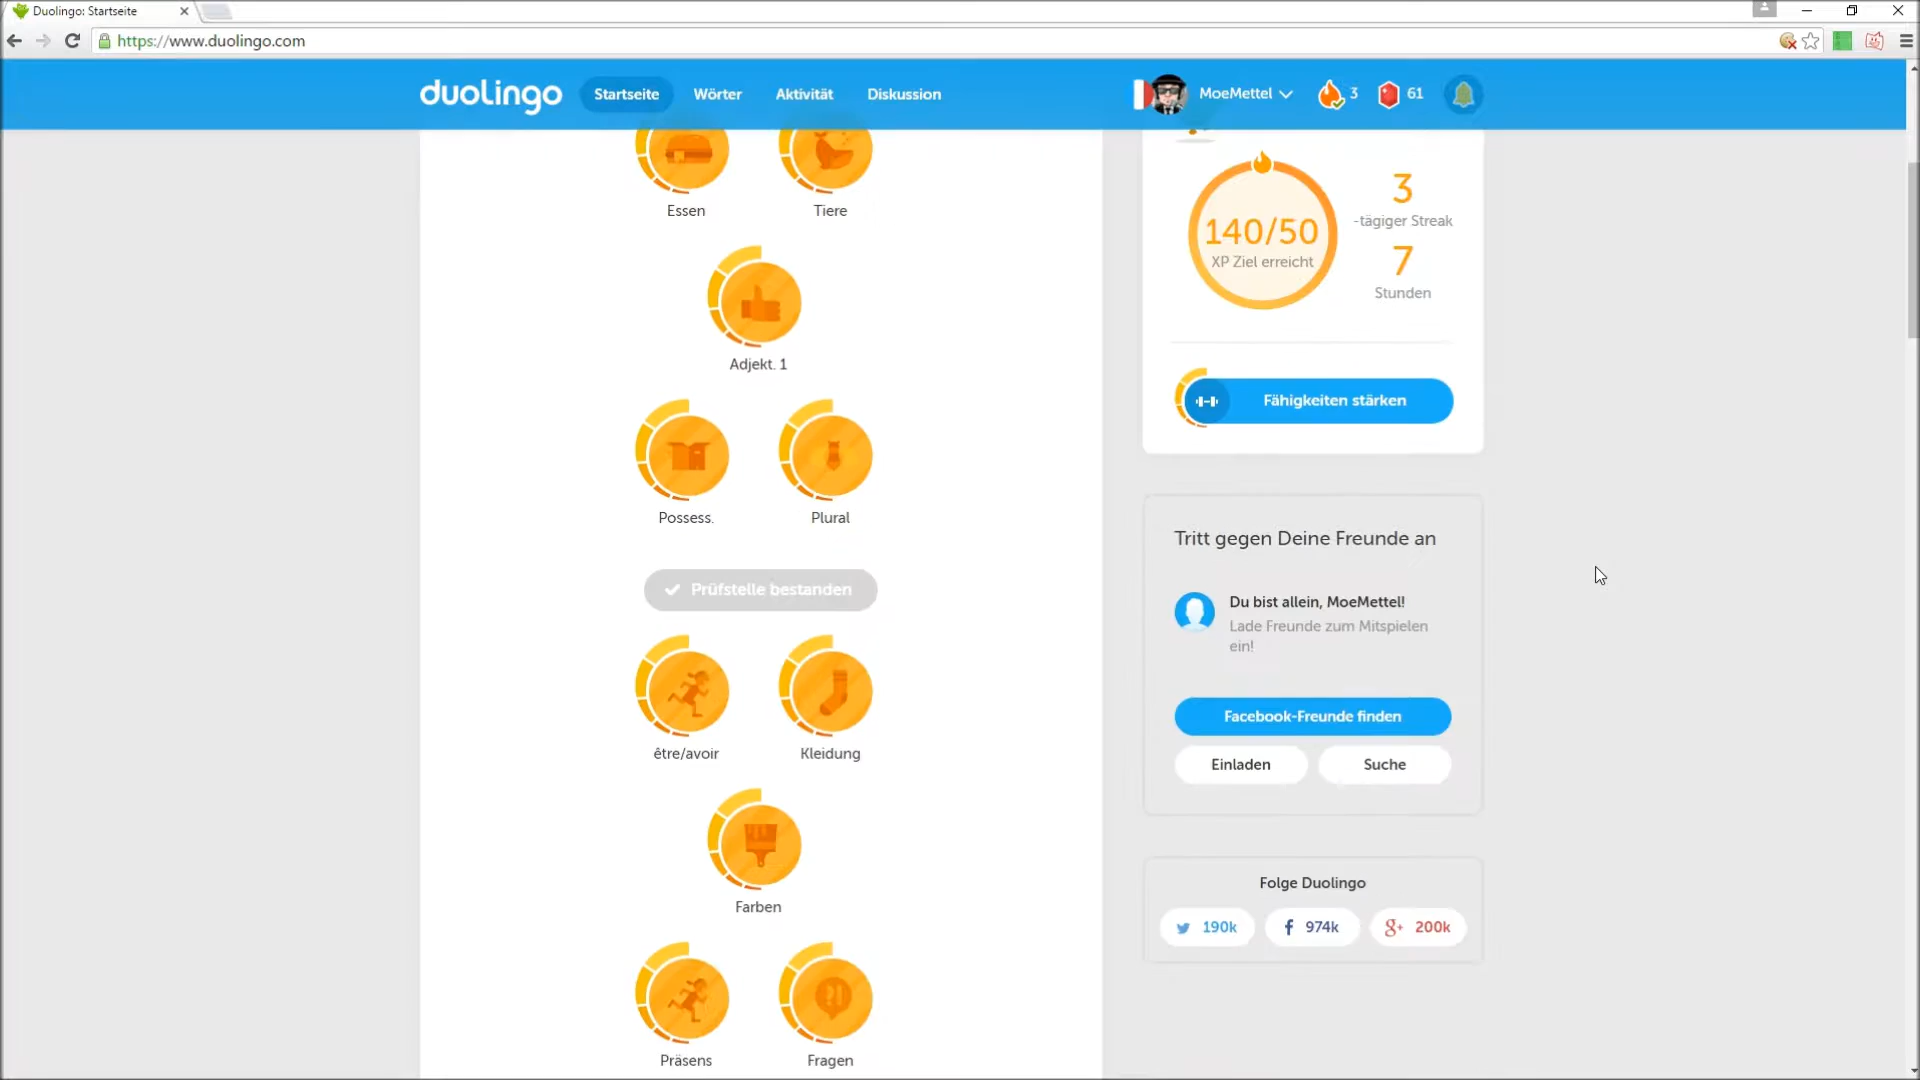 Duolingo: Startseite
https://www.duolingo.com
duolingo
Startseite
Wörter
Aktivität
Diskussion
MoeMettel
3
61
Essen
Tiere
Adjekt. 1
Possess.
Plural
Prüfstelle bestanden
être/avoir
Kleidung
Farben
Präsens
Fragen
140/50
XP Ziel erreicht
3
-tägiger Streak
7
Stunden
Fähigkeiten stärken
Tritt gegen Deine Freunde an
Du bist allein, MoeMettel!
Lade Freunde zum Mitspielen
ein!
Facebook-Freunde finden
Einladen
Suche
Folge Duolingo
190k
974k
200k